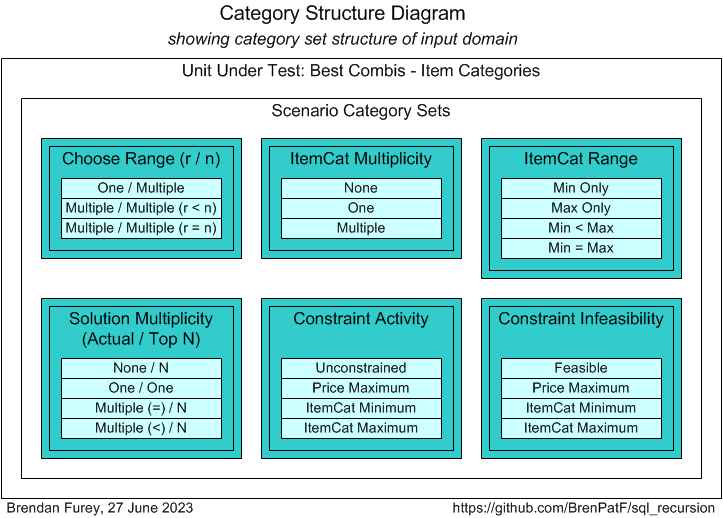 Category Structure Diagram
showing category set structure of input domain
Unit Under Test: Best Combis - Item Categories
Scenario Category Sets
Choose Range (r / n)
One / Multiple
Multiple / Multiple (r < n)
Multiple / Multiple (r = n)
ItemCat Multiplicity
None
One
Multiple
ItemCat Range
Min Only
Max Only
Min < Max
Min = Max
Solution Multiplicity
(Actual / Top N)
None / N
One / One
Multiple (=) / N
Multiple (<) / N
Constraint Activity
Unconstrained
Price Maximum
ItemCat Minimum
ItemCat Maximum
Constraint Infeasibility
Feasible
Price Maximum
ItemCat Minimum
ItemCat Maximum
Brendan Furey, 27 June 2023
https://github.com/BrenPatF/sql_recursion